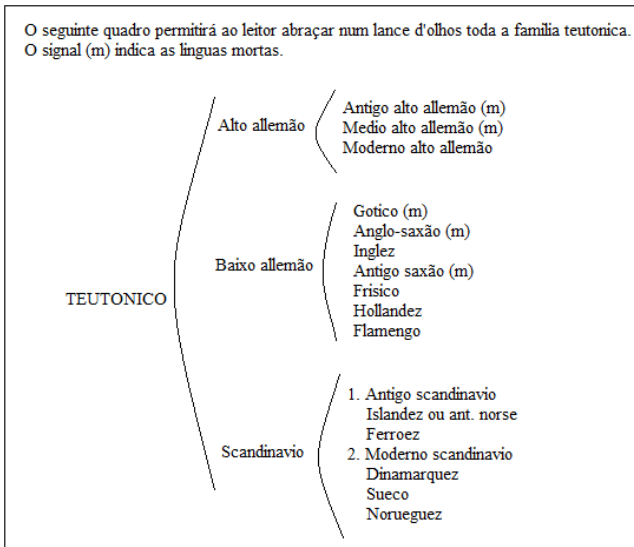 O seguinte quadro permitirá ao leitor abraçar num lance d'olhos toda a familia teutonica.
O signal (m) indica as linguas mortas.
TEUTONICO
Alto allemão
Antigo alto allemão (m)
Medio alto allemão (m)
Moderno alto allemão
Baixo allemão
Gotico (m)
Anglo-saxão (m)
Inglez
Antigo saxão (m)
Frisico
Hollandez
Flamengo
Scandinavio
1. Antigo scandinavio
Islandez ou ant. norse
Ferroez
2. Moderno scandinavio
Dinamarquez
Sueco
Norueguez